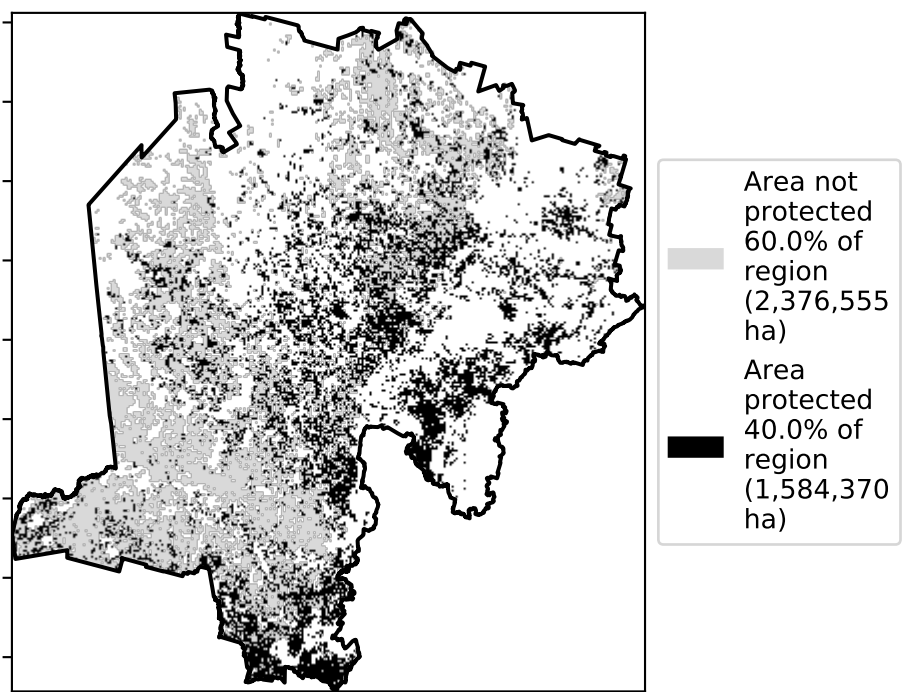 Area not
protected
60.0% of
region
(2,376,555
ha)
Area
protected
40.0% of
region
(1,584,370
ha)